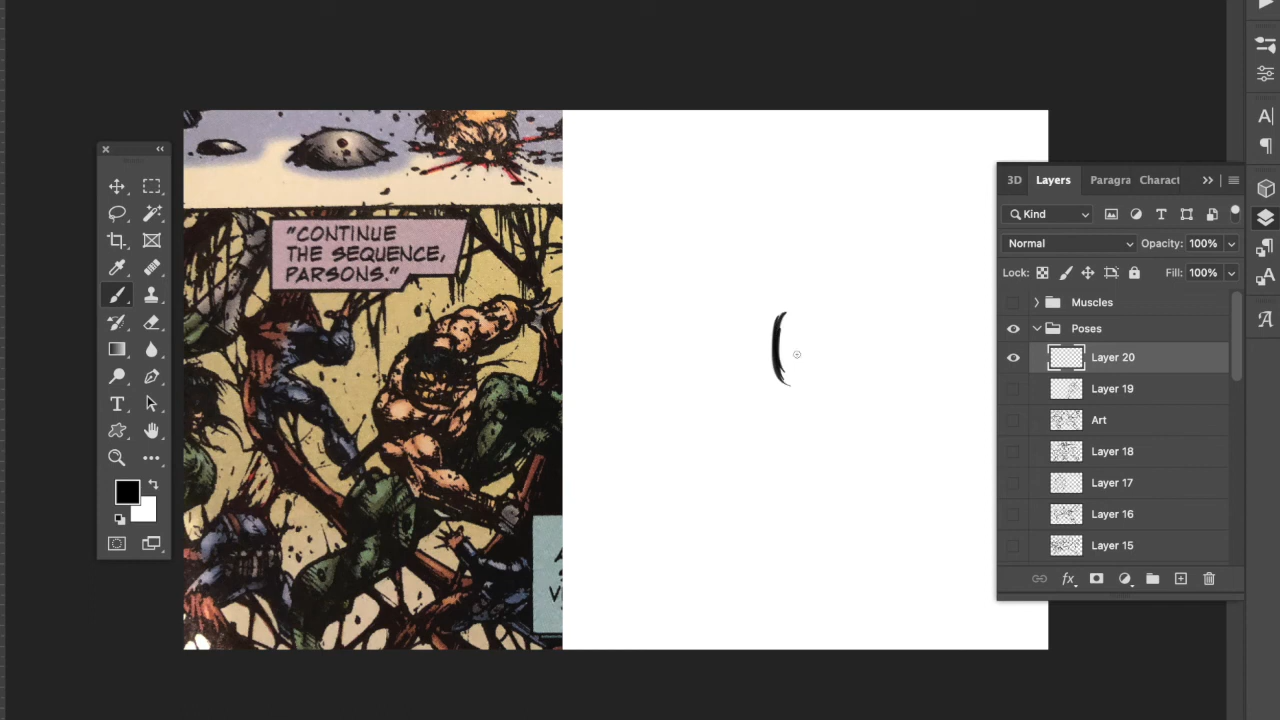 "CONTINUE
THE SEQUENCE,
PARSONS."
3D Layers Paragra Charact
Kind
Normal Opacity: 100%
Lock: Fill: 100%
Muscles
Poses
Layer 20
Layer 19
Art
Layer 18
Layer 17
Layer 16
Layer 15